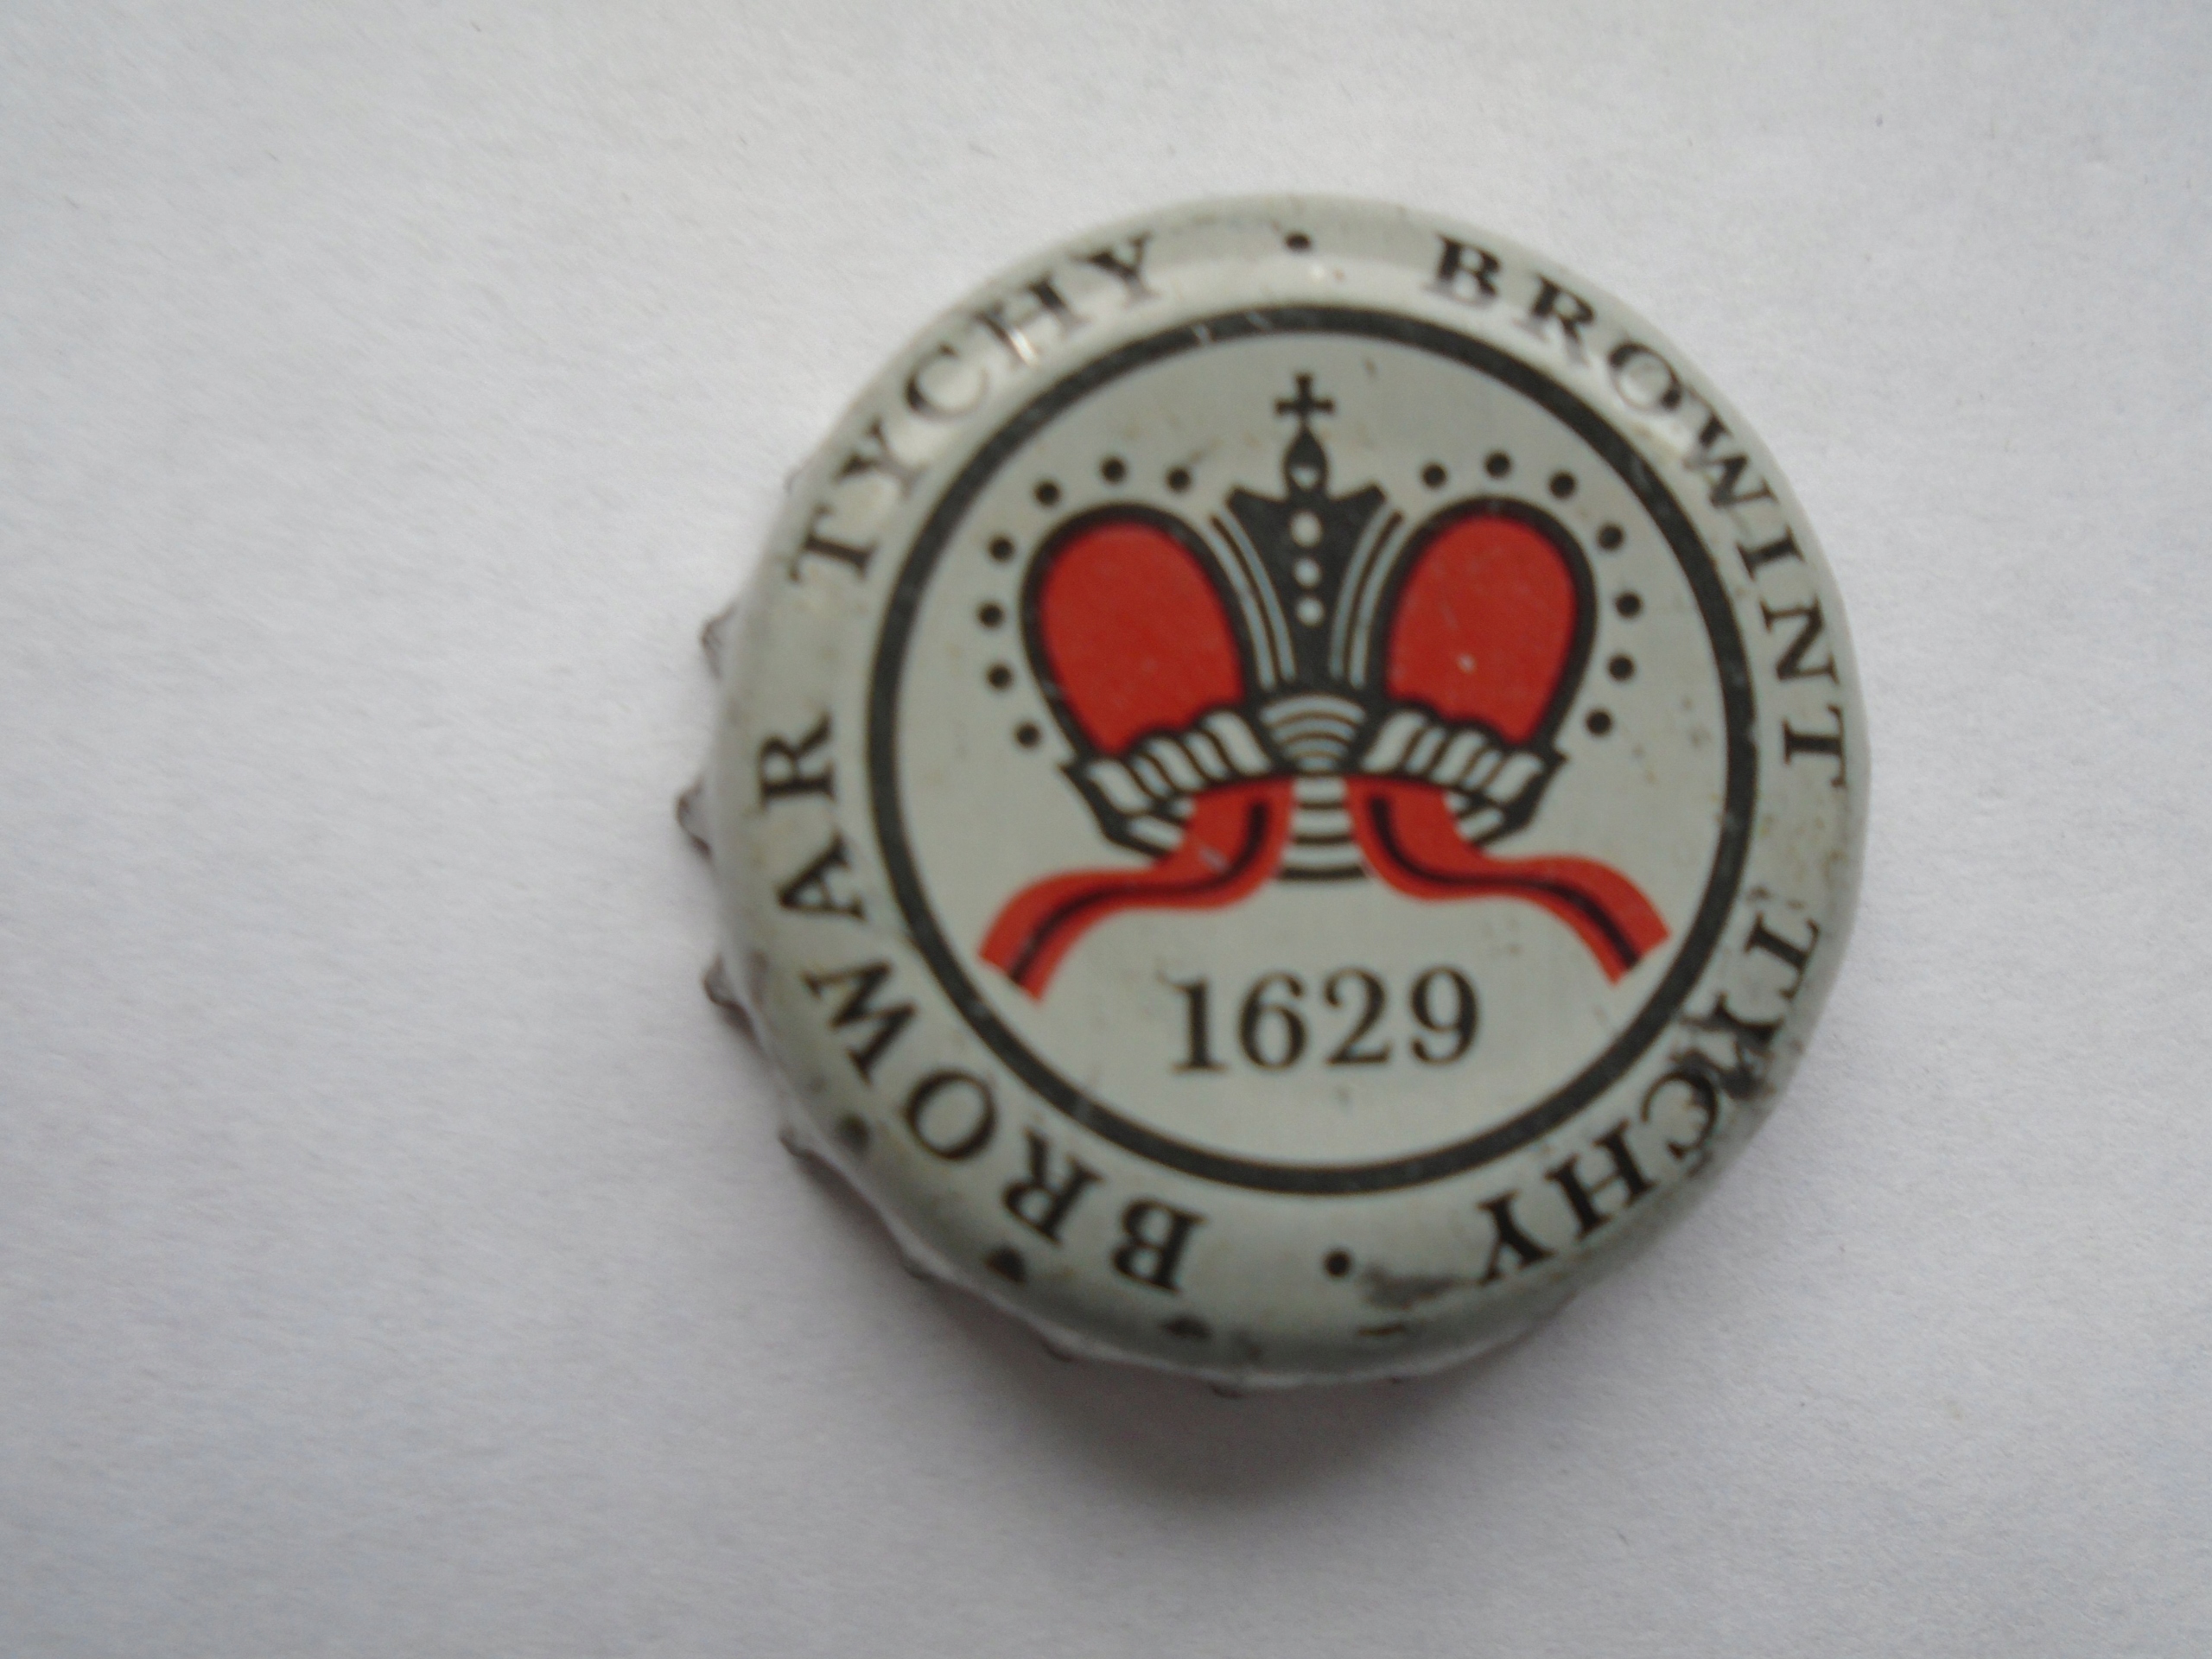 BROWAR TYCHY • BROWINT TYCHY •
1629